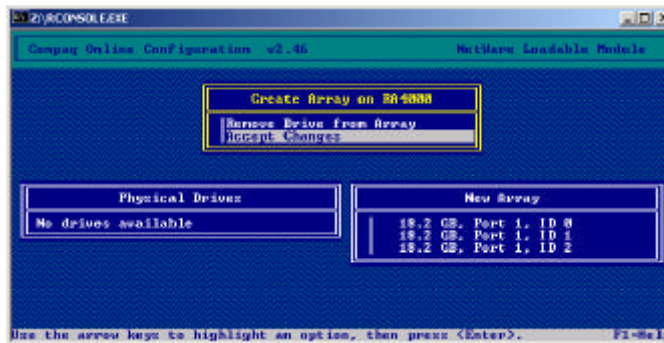 Z:\RCONSOLE.EXE
Compaq Online Configuration v2.46 NetWare Loadable Module
Create Array on RA4000
Remove Drive from Array
Accept Changes
Physical Drives
No drives available
New Array
18.2 GB, Port 1, ID 0
18.2 GB, Port 1, ID 1
18.2 GB, Port 1, ID 2
Use the arrow keys to highlight an option, then press <Enter>. F1=Hel